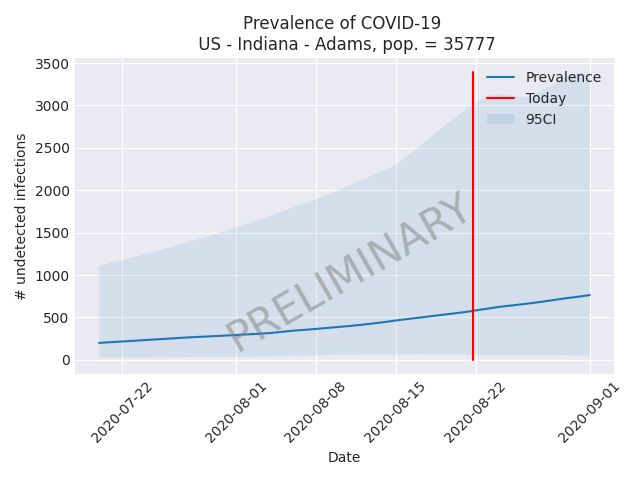 Prevalence of COVID-19
US - Indiana - Adams, pop. = 35777
3500
3000
2500
2000
1500
1000
500
0
# undetected infections
Prevalence
Today
95CI
PRELIMINARY
2020-07-22
2020-08-01
2020-08-08
2020-08-15
2020-08-22
2020-09-01
Date